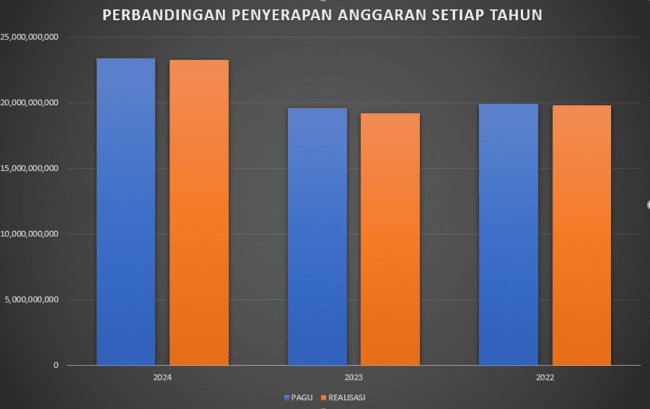 PERBANDINGAN PENYERAPAN ANGGARAN SETIAP TAHUN
25,000,000,000
20,000,000,000
15,000,000,000
10,000,000,000
5,000,000,000
0
2024 2023 2022
PAGU REALISASI